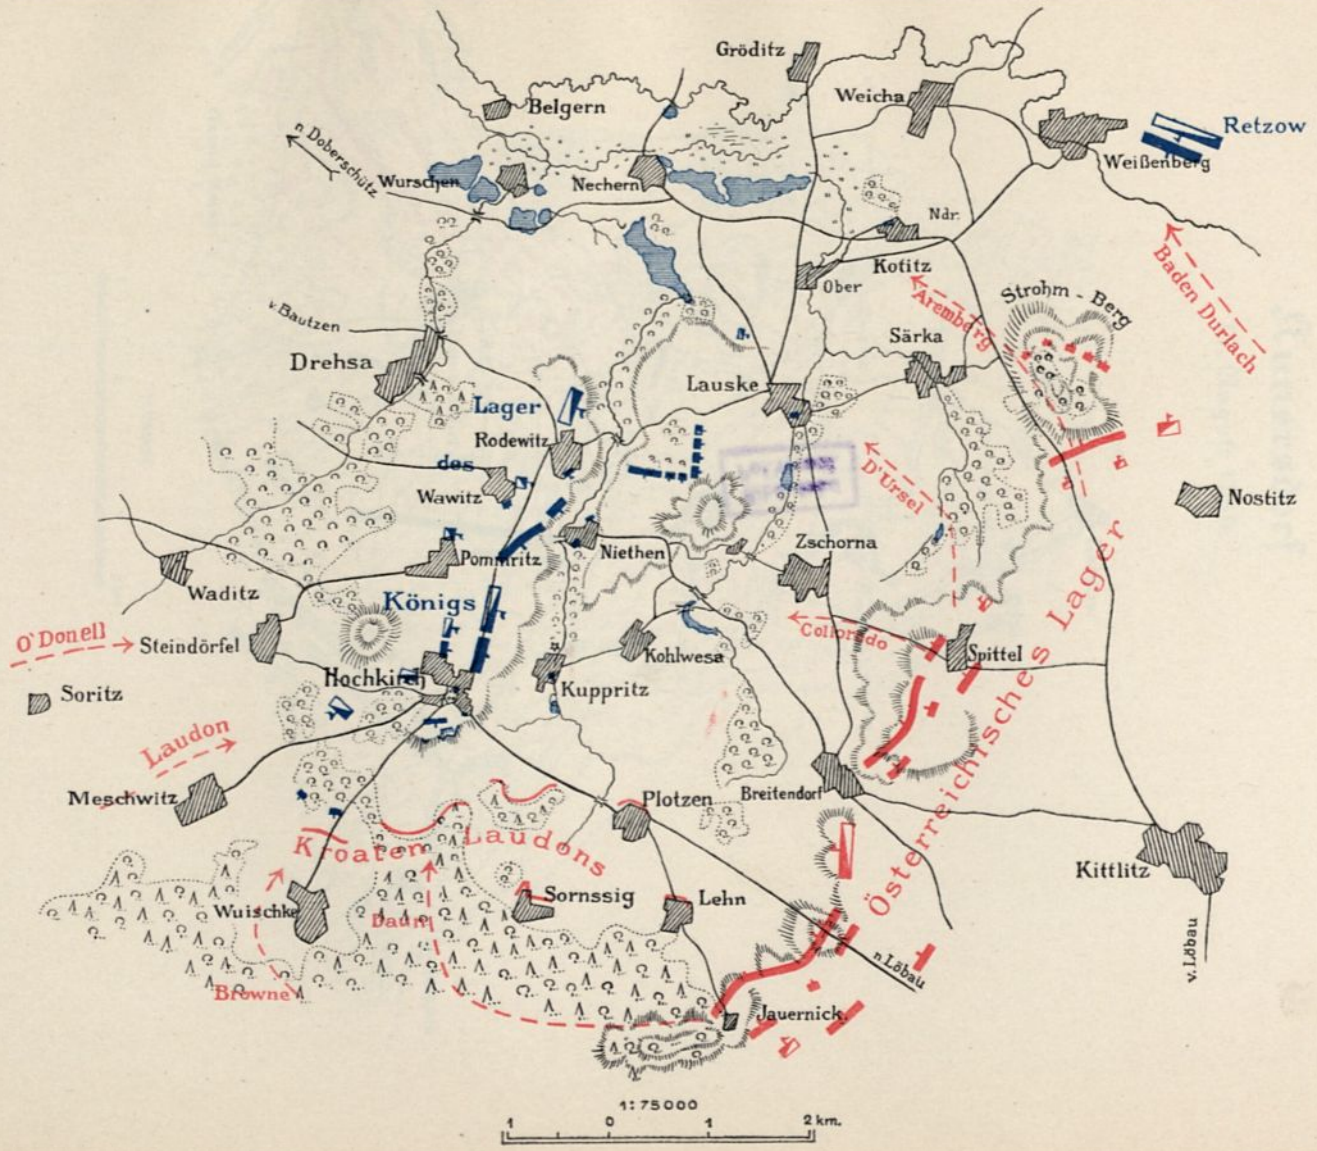 Gröditz
Weicha
Belgern
Retzow
n. Doberschütz
Weißenberg
Wurschen
Nechern
Ndr.
Baden Durlach
Kotitz
Ober
Aremberg
Strohm - Berg
v. Bautzen
Särka
Drehsa
Lauske
Lager
Rodewitz
des
Wawitz
D'Ursel
Nostitz
Niethen
Zschorna
Pommritz
Waditz
Königs
O'Donell
Steindörfel
Colloredo
Kohlwesa
Spittel
Hochkirch
Kuppritz
Soritz
Österreichisches Lager
Laudon
Meschwitz
Plotzen
Breitendorf
Kroaten Laudons
Kittlitz
Wuischke
Sornssig
Lehn
Daun
n. Löbau
v. Löbau
Browne
Jauernick.
1:75000
1 0 1 2 km.